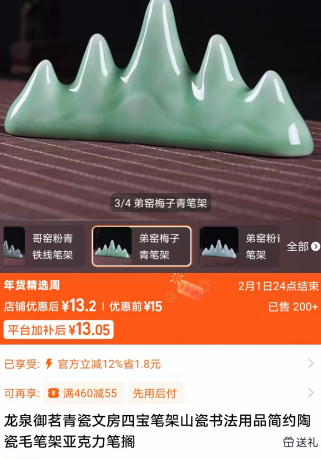 3/4 弟窑梅子青笔架
哥窑粉青
铁线笔架
弟窑梅子
青笔架
弟窑粉
笔架
全部
年货精选周
2月1日24点结束
店铺优惠后 ¥13.2 | 优惠前 ¥15
已售 200+
平台加补后 ¥13.05
已享受: 官方立减12%省1.8元
可再享: 满460减55 先用后付
龙泉御茗青瓷文房四宝笔架山瓷书法用品简约陶
瓷毛笔架亚克力笔搁
送礼